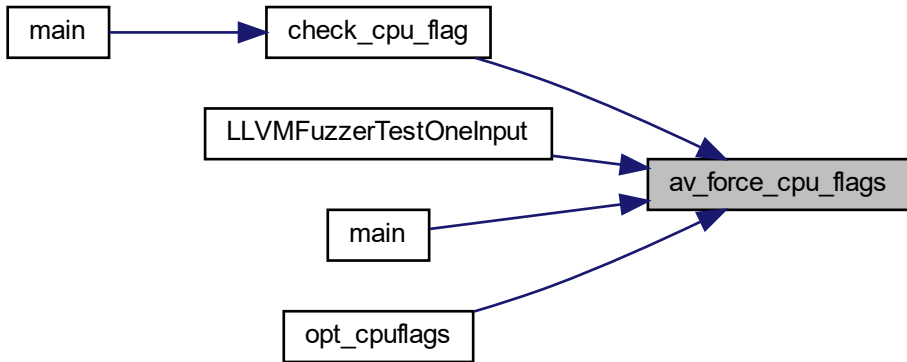 main
check_cpu_flag
LLVMFuzzerTestOneInput
av_force_cpu_flags
main
opt_cpuflags